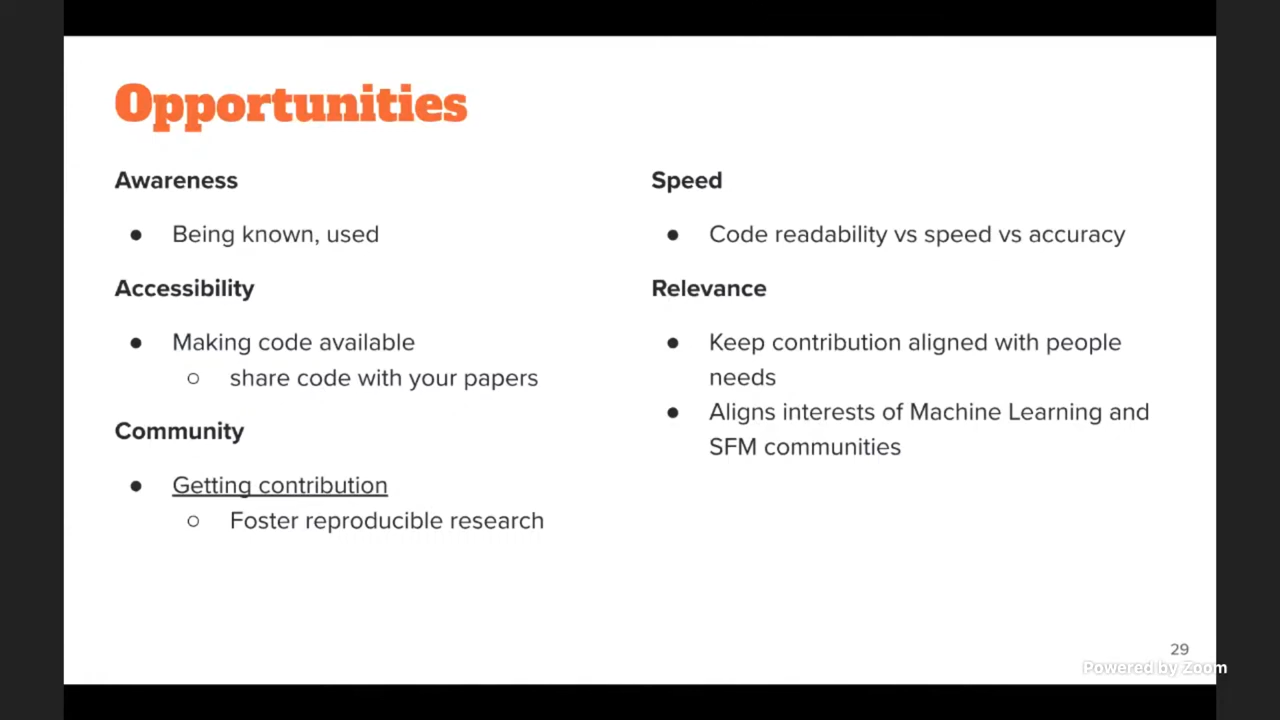 Opportunities
Awareness
● Being known, used
Accessibility
● Making code available
○ share code with your papers
Community
● Getting contribution
○ Foster reproducible research
Speed
● Code readability vs speed vs accuracy
Relevance
● Keep contribution aligned with people
needs
● Aligns interests of Machine Learning and
SFM communities
29
Powered by Zoom